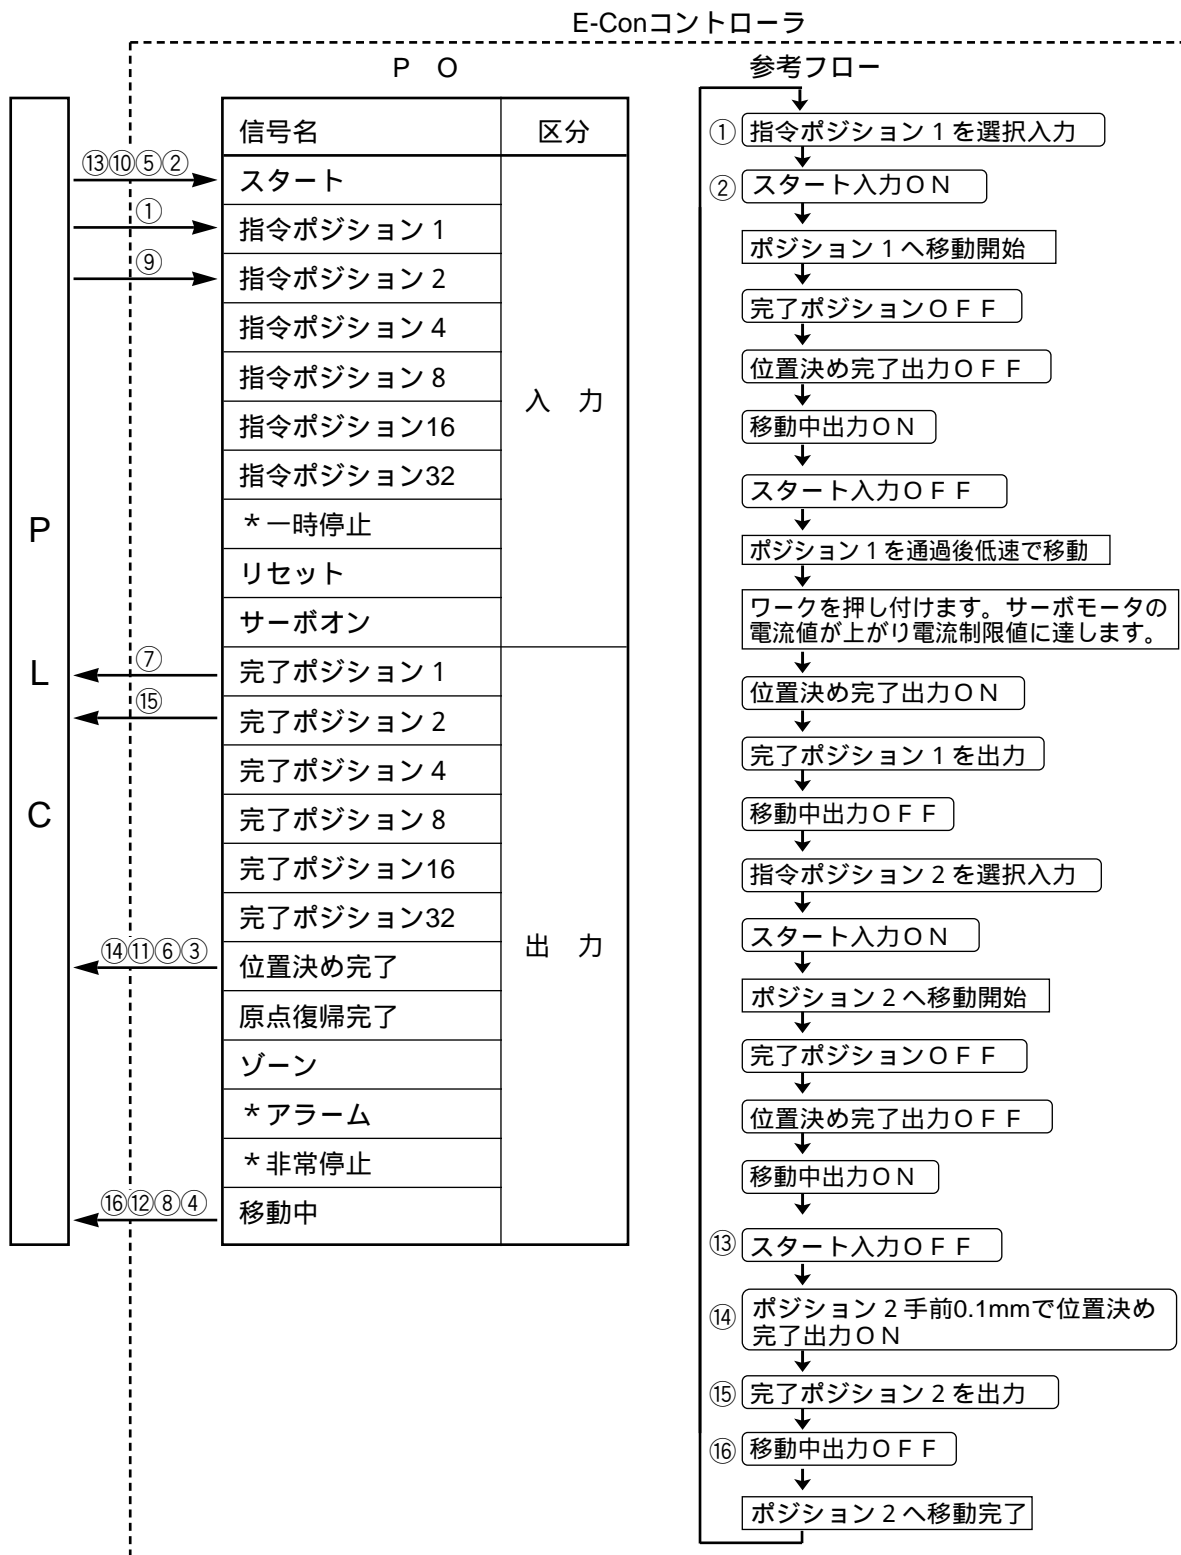 E-Conコントローラ
P O
参考フロー
P
L
C
信号名 区分
⑬⑩⑤② スタート
① 指令ポジション1
⑨ 指令ポジション2
指令ポジション4
指令ポジション8
指令ポジション16
指令ポジション32
*一時停止
リセット
サーボオン
入 力
⑦ 完了ポジション1
⑮ 完了ポジション2
完了ポジション4
完了ポジション8
完了ポジション16
完了ポジション32
⑭⑪⑥③ 位置決め完了
原点復帰完了
ゾーン
*アラーム
*非常停止
⑯⑫⑧④ 移動中
出 力
① 指令ポジション1を選択入力
② スタート入力ON
ポジション1へ移動開始
完了ポジションOFF
位置決め完了出力OFF
移動中出力ON
スタート入力OFF
ポジション1を通過後低速で移動
ワークを押し付けます。サーボモータの
電流値が上がり電流制限値に達します。
位置決め完了出力ON
完了ポジション1を出力
移動中出力OFF
指令ポジション2を選択入力
スタート入力ON
ポジション2へ移動開始
完了ポジションOFF
位置決め完了出力OFF
移動中出力ON
⑬ スタート入力OFF
⑭ ポジション2手前0.1mmで位置決め
完了出力ON
⑮ 完了ポジション2を出力
⑯ 移動中出力OFF
ポジション2へ移動完了